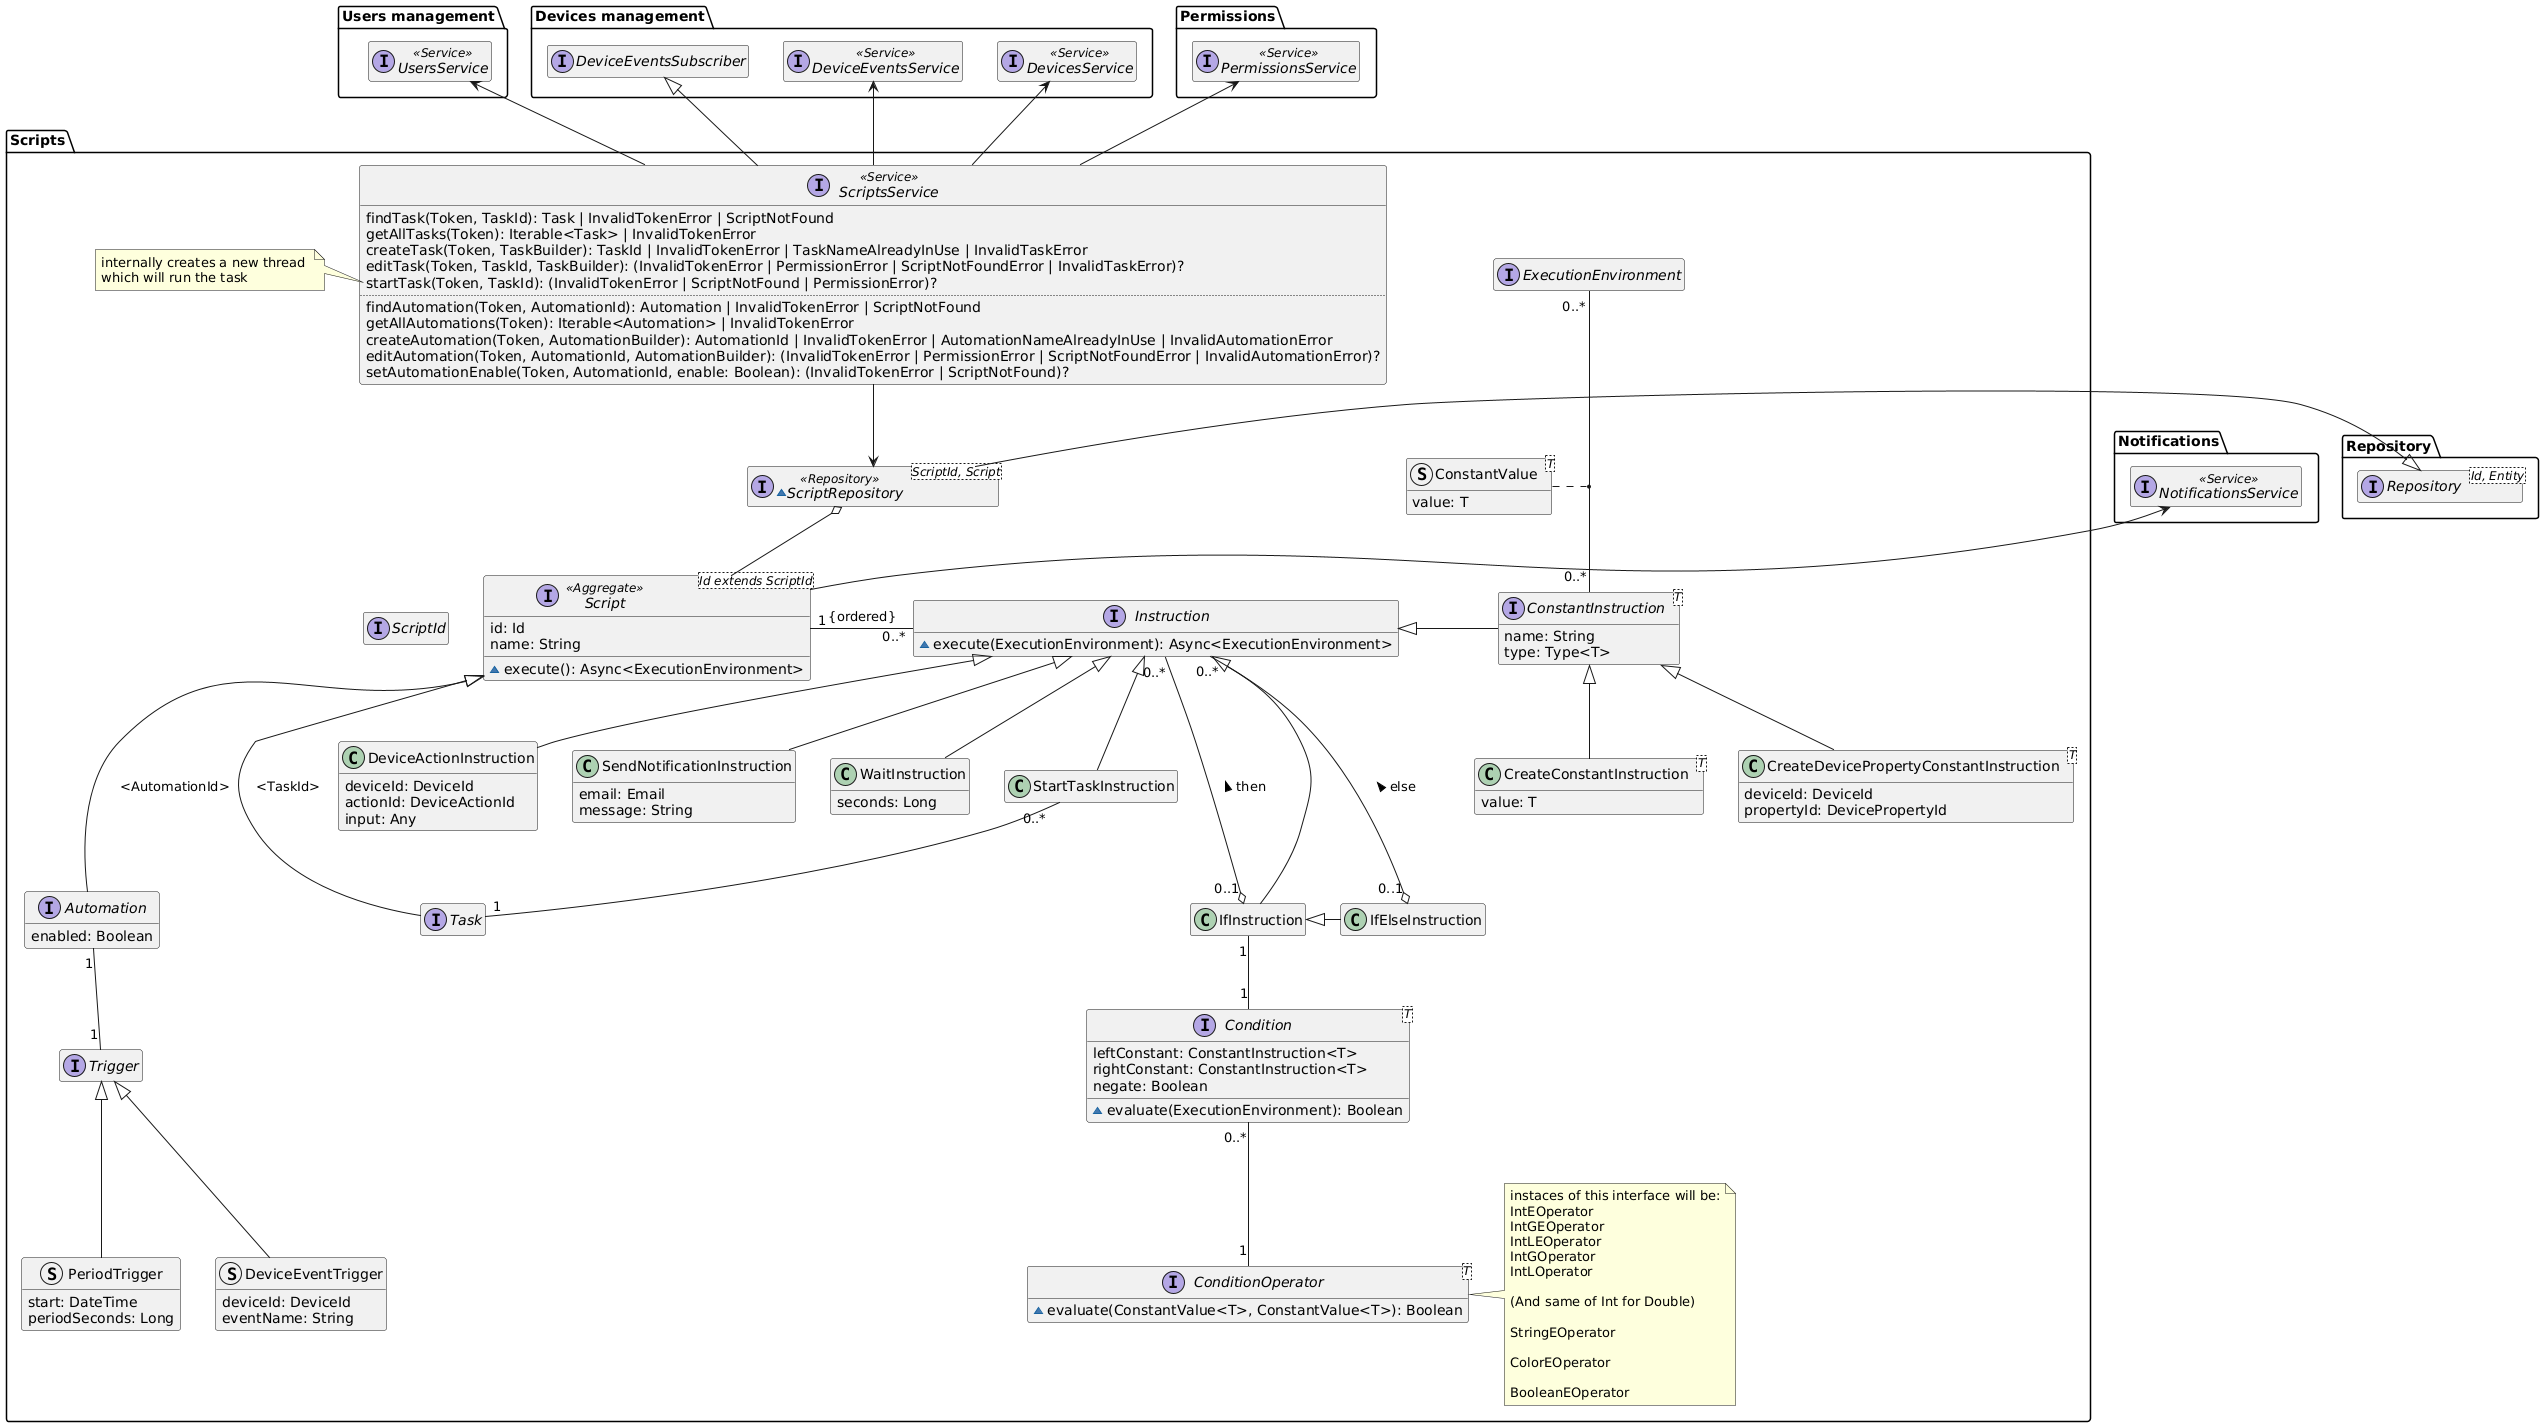 Users management
Devices management
Permissions
«Service»
UsersService
DeviceEventsSubscriber
«Service»
DeviceEventsService
«Service»
DevicesService
«Service»
PermissionsService
Scripts
«Service»
ScriptsService
findTask(Token, TaskId): Task | InvalidTokenError | ScriptNotFound
getAllTasks(Token): Iterable<Task> | InvalidTokenError
createTask(Token, TaskBuilder): TaskId | InvalidTokenError | TaskNameAlreadyInUse | InvalidTaskError
editTask(Token, TaskId, TaskBuilder): (InvalidTokenError | PermissionError | ScriptNotFoundError | InvalidTaskError)?
startTask(Token, TaskId): (InvalidTokenError | ScriptNotFound | PermissionError)?
findAutomation(Token, AutomationId): Automation | InvalidTokenError | ScriptNotFound
getAllAutomations(Token): Iterable<Automation> | InvalidTokenError
createAutomation(Token, AutomationBuilder): AutomationId | InvalidTokenError | AutomationNameAlreadyInUse | InvalidAutomationError
editAutomation(Token, AutomationId, AutomationBuilder): (InvalidTokenError | PermissionError | ScriptNotFoundError | InvalidAutomationError)?
setAutomationEnable(Token, AutomationId, enable: Boolean): (InvalidTokenError | ScriptNotFound)?
internally creates a new thread
which will run the task
ExecutionEnvironment
0..*
Notifications
«Service»
NotificationsService
Repository
Repository
Id, Entity
«Repository»
ScriptRepository
ScriptId, Script
ConstantValue
T
value: T
0..*
ScriptId
«Aggregate»
Script
Id extends ScriptId
id: Id
name: String
execute(): Async<ExecutionEnvironment>
1
{ordered}
0..*
Instruction
execute(ExecutionEnvironment): Async<ExecutionEnvironment>
ConstantInstruction
T
name: String
type: Type<T>
0..*
0..*
<AutomationId>
<TaskId>
DeviceActionInstruction
deviceId: DeviceId
actionId: DeviceActionId
input: Any
SendNotificationInstruction
email: Email
message: String
WaitInstruction
seconds: Long
StartTaskInstruction
0..*
then
else
CreateConstantInstruction
T
value: T
CreateDevicePropertyConstantInstruction
T
deviceId: DeviceId
propertyId: DevicePropertyId
0..1
0..1
Automation
enabled: Boolean
Task
1
IfInstruction
IfElseInstruction
1
1
1
1
Trigger
Condition
T
leftConstant: ConstantInstruction<T>
rightConstant: ConstantInstruction<T>
negate: Boolean
evaluate(ExecutionEnvironment): Boolean
0..*
1
PeriodTrigger
start: DateTime
periodSeconds: Long
DeviceEventTrigger
deviceId: DeviceId
eventName: String
ConditionOperator
T
evaluate(ConstantValue<T>, ConstantValue<T>): Boolean
instaces of this interface will be:
IntEOperator
IntGEOperator
IntLEOperator
IntGOperator
IntLOperator
(And same of Int for Double)
StringEOperator
ColorEOperator
BooleanEOperator